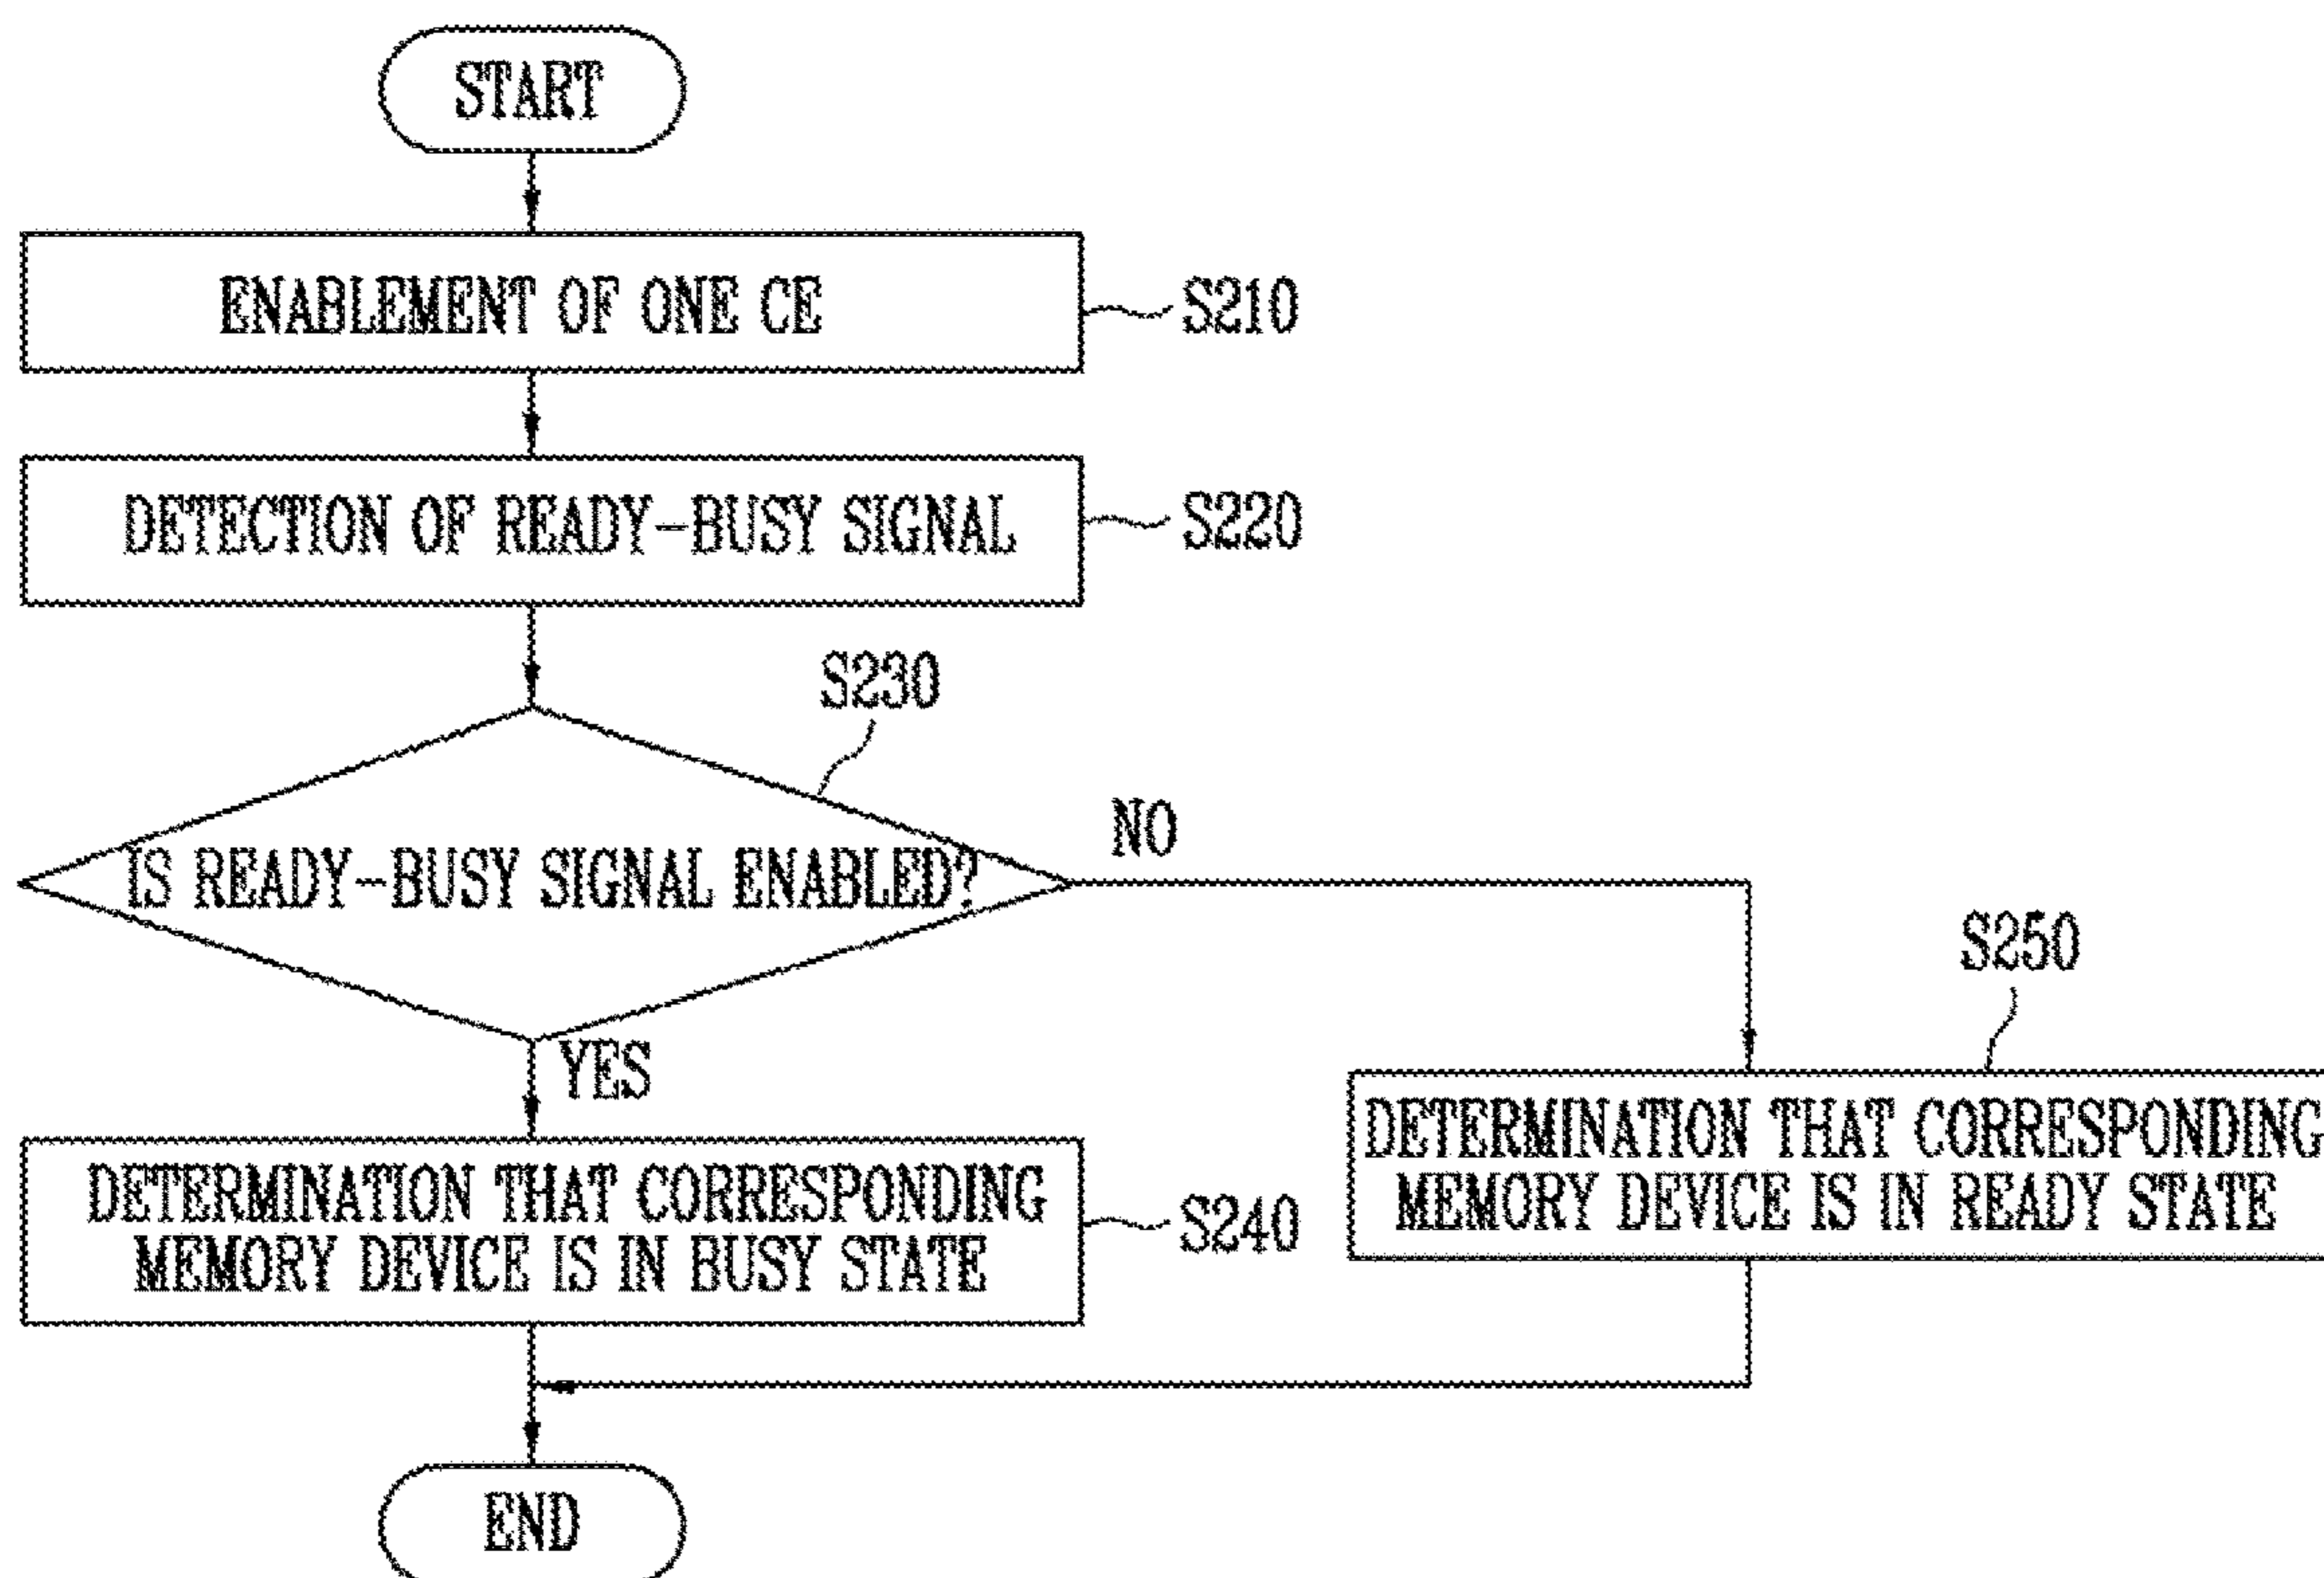 START
ENABLEMENT OF ONE CE
S210
DETECTION OF READY-BUSY SIGNAL
S220
S230
IS READY-BUSY SIGNAL ENABLED?
NO
YES
S250
DETERMINATION THAT CORRESPONDING
MEMORY DEVICE IS IN READY STATE
DETERMINATION THAT CORRESPONDING
MEMORY DEVICE IS IN BUSY STATE
S240
END